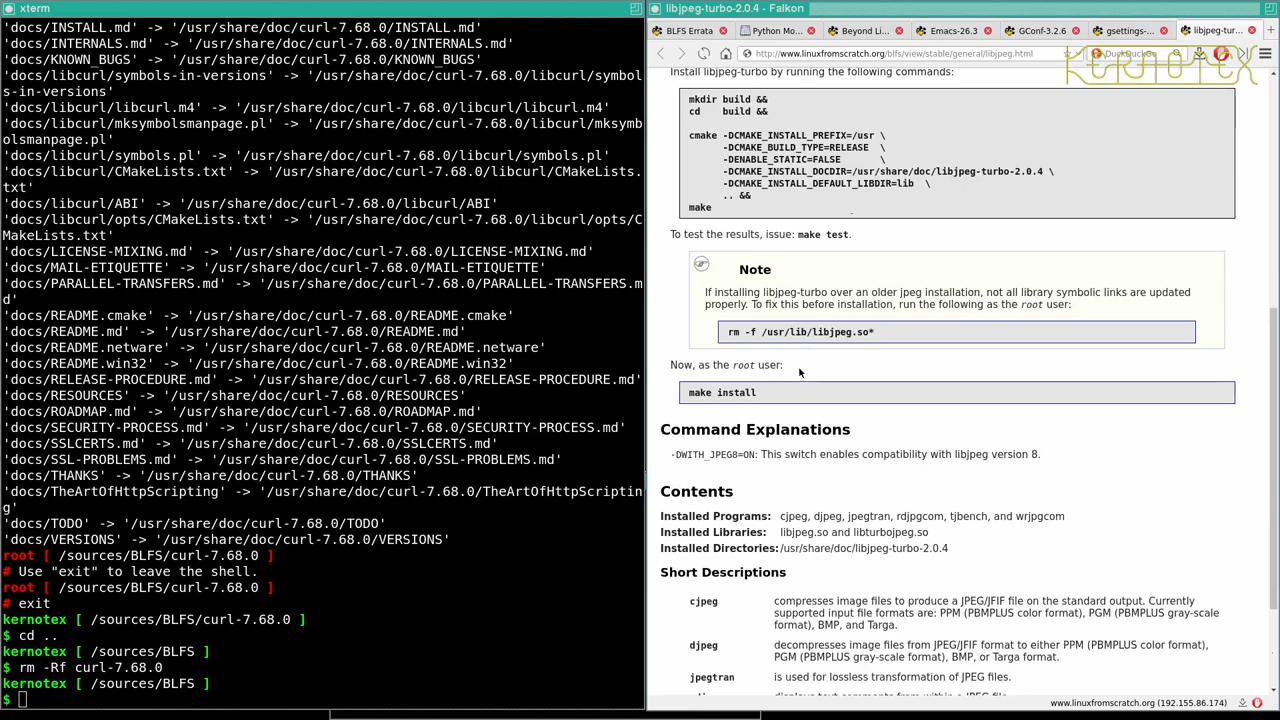 xterm
'docs/INSTALL.md' -> '/usr/share/doc/curl-7.68.0/INSTALL.md'
'docs/INTERNALS.md' -> '/usr/share/doc/curl-7.68.0/INTERNALS.md'
'docs/KNOWN_BUGS' -> '/usr/share/doc/curl-7.68.0/KNOWN_BUGS'
'docs/libcurl/symbols-in-versions' -> '/usr/share/doc/curl-7.68.0/libcurl/symbol
s-in-versions'
'docs/libcurl/libcurl.m4' -> '/usr/share/doc/curl-7.68.0/libcurl/libcurl.m4'
'docs/libcurl/mksymbolsmanpage.pl' -> '/usr/share/doc/curl-7.68.0/libcurl/mksymb
olsmanpage.pl'
'docs/libcurl/symbols.pl' -> '/usr/share/doc/curl-7.68.0/libcurl/symbols.pl'
'docs/libcurl/CMakeLists.txt' -> '/usr/share/doc/curl-7.68.0/libcurl/CMakeLists.
txt'
'docs/libcurl/ABI' -> '/usr/share/doc/curl-7.68.0/libcurl/ABI'
'docs/libcurl/opts/CMakeLists.txt' -> '/usr/share/doc/curl-7.68.0/libcurl/opts/C
MakeLists.txt'
'docs/LICENSE-MIXING.md' -> '/usr/share/doc/curl-7.68.0/LICENSE-MIXING.md'
'docs/MAIL-ETIQUETTE' -> '/usr/share/doc/curl-7.68.0/MAIL-ETIQUETTE'
'docs/PARALLEL-TRANSFERS.md' -> '/usr/share/doc/curl-7.68.0/PARALLEL-TRANSFERS.m
d'
'docs/README.cmake' -> '/usr/share/doc/curl-7.68.0/README.cmake'
'docs/README.md' -> '/usr/share/doc/curl-7.68.0/README.md'
'docs/README.netware' -> '/usr/share/doc/curl-7.68.0/README.netware'
'docs/README.win32' -> '/usr/share/doc/curl-7.68.0/README.win32'
'docs/RELEASE-PROCEDURE.md' -> '/usr/share/doc/curl-7.68.0/RELEASE-PROCEDURE.md'
'docs/RESOURCES' -> '/usr/share/doc/curl-7.68.0/RESOURCES'
'docs/ROADMAP.md' -> '/usr/share/doc/curl-7.68.0/ROADMAP.md'
'docs/SECURITY-PROCESS.md' -> '/usr/share/doc/curl-7.68.0/SECURITY-PROCESS.md'
'docs/SSLCERTS.md' -> '/usr/share/doc/curl-7.68.0/SSLCERTS.md'
'docs/SSL-PROBLEMS.md' -> '/usr/share/doc/curl-7.68.0/SSL-PROBLEMS.md'
'docs/THANKS' -> '/usr/share/doc/curl-7.68.0/THANKS'
'docs/TheArtOfHttpScripting' -> '/usr/share/doc/curl-7.68.0/TheArtOfHttpScriptin
g'
'docs/TODO' -> '/usr/share/doc/curl-7.68.0/TODO'
'docs/VERSIONS' -> '/usr/share/doc/curl-7.68.0/VERSIONS'
root [ /sources/BLFS/curl-7.68.0 ]
# Use "exit" to leave the shell.
root [ /sources/BLFS/curl-7.68.0 ]
# exit
kernotex [ /sources/BLFS/curl-7.68.0 ]
$ cd ..
kernotex [ /sources/BLFS ]
$ rm -Rf curl-7.68.0
kernotex [ /sources/BLFS ]
$
libjpeg-turbo-2.0.4 - Falkon
BLFS Errata Python Mo... Beyond Li... Emacs-26.3 GConf-3.2.6 gsettings-... libjpeg-tur...
http://www.linuxfromscratch.org/blfs/view/stable/general/libjpeg.html DuckDuckGo
KERNOTEX
Install libjpeg-turbo by running the following commands:
mkdir build &&
cd    build &&
cmake -DCMAKE_INSTALL_PREFIX=/usr \
-DCMAKE_BUILD_TYPE=RELEASE  \
-DENABLE_STATIC=FALSE       \
-DCMAKE_INSTALL_DOCDIR=/usr/share/doc/libjpeg-turbo-2.0.4 \
-DCMAKE_INSTALL_DEFAULT_LIBDIR=lib  \
.. &&
make
To test the results, issue: make test.
Note
If installing libjpeg-turbo over an older jpeg installation, not all library symbolic links are updated
properly. To fix this before installation, run the following as the root user:
rm -f /usr/lib/libjpeg.so*
Now, as the root user:
make install
Command Explanations
-DWITH_JPEG8=ON: This switch enables compatibility with libjpeg version 8.
Contents
Installed Programs: cjpeg, djpeg, jpegtran, rdjpgcom, tjbench, and wrjpgcom
Installed Libraries: libjpeg.so and libturbojpeg.so
Installed Directories: /usr/share/doc/libjpeg-turbo-2.0.4
Short Descriptions
cjpeg compresses image files to produce a JPEG/JFIF file on the standard output. Currently
supported input file formats are: PPM (PBMPLUS color format), PGM (PBMPLUS gray-scale
format), BMP, and Targa.
djpeg decompresses image files from JPEG/JFIF format to either PPM (PBMPLUS color format),
PGM (PBMPLUS gray-scale format), BMP, or Targa format.
jpegtran is used for lossless transformation of JPEG files.
www.linuxfromscratch.org (192.155.86.174)